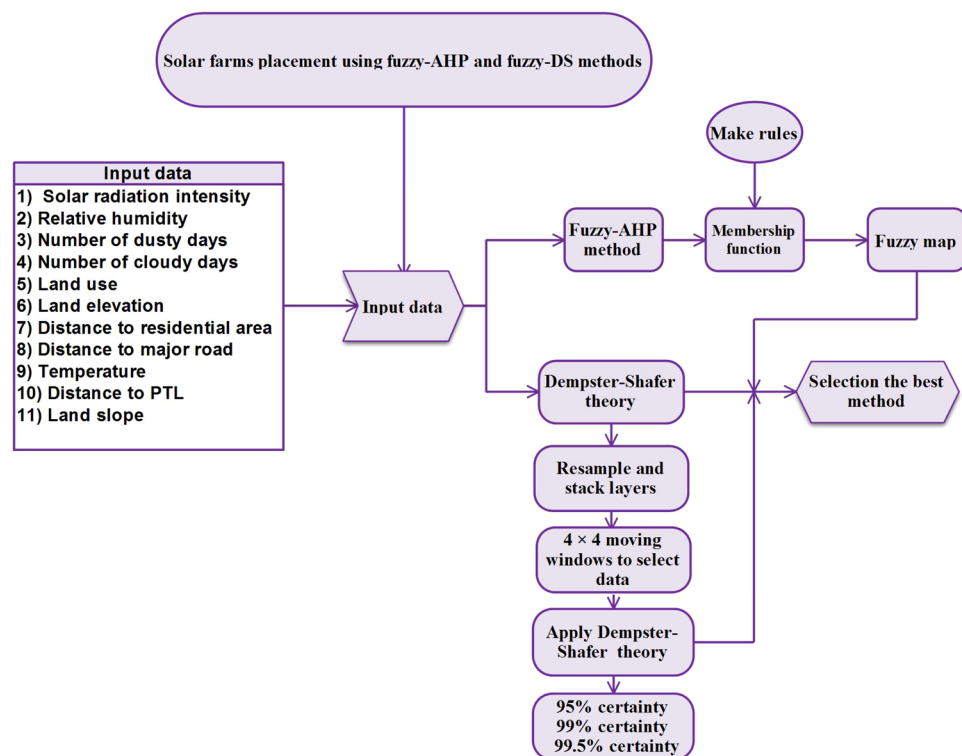 Solar farms placement using fuzzy-AHP and fuzzy-DS methods
Make rules
Input data
1) Solar radiation intensity
2) Relative humidity
3) Number of dusty days
4) Number of cloudy days
5) Land use
6) Land elevation
7) Distance to residential area
8) Distance to major road
9) Temperature
10) Distance to PTL
11) Land slope
Input data
Fuzzy-AHP
method
Membership
function
Fuzzy map
Dempster-Shafer
theory
Selection the best
method
Resample and
stack layers
4 × 4 moving
windows to select
data
Apply Dempster-
Shafer theory
95% certainty
99% certainty
99.5% certainty